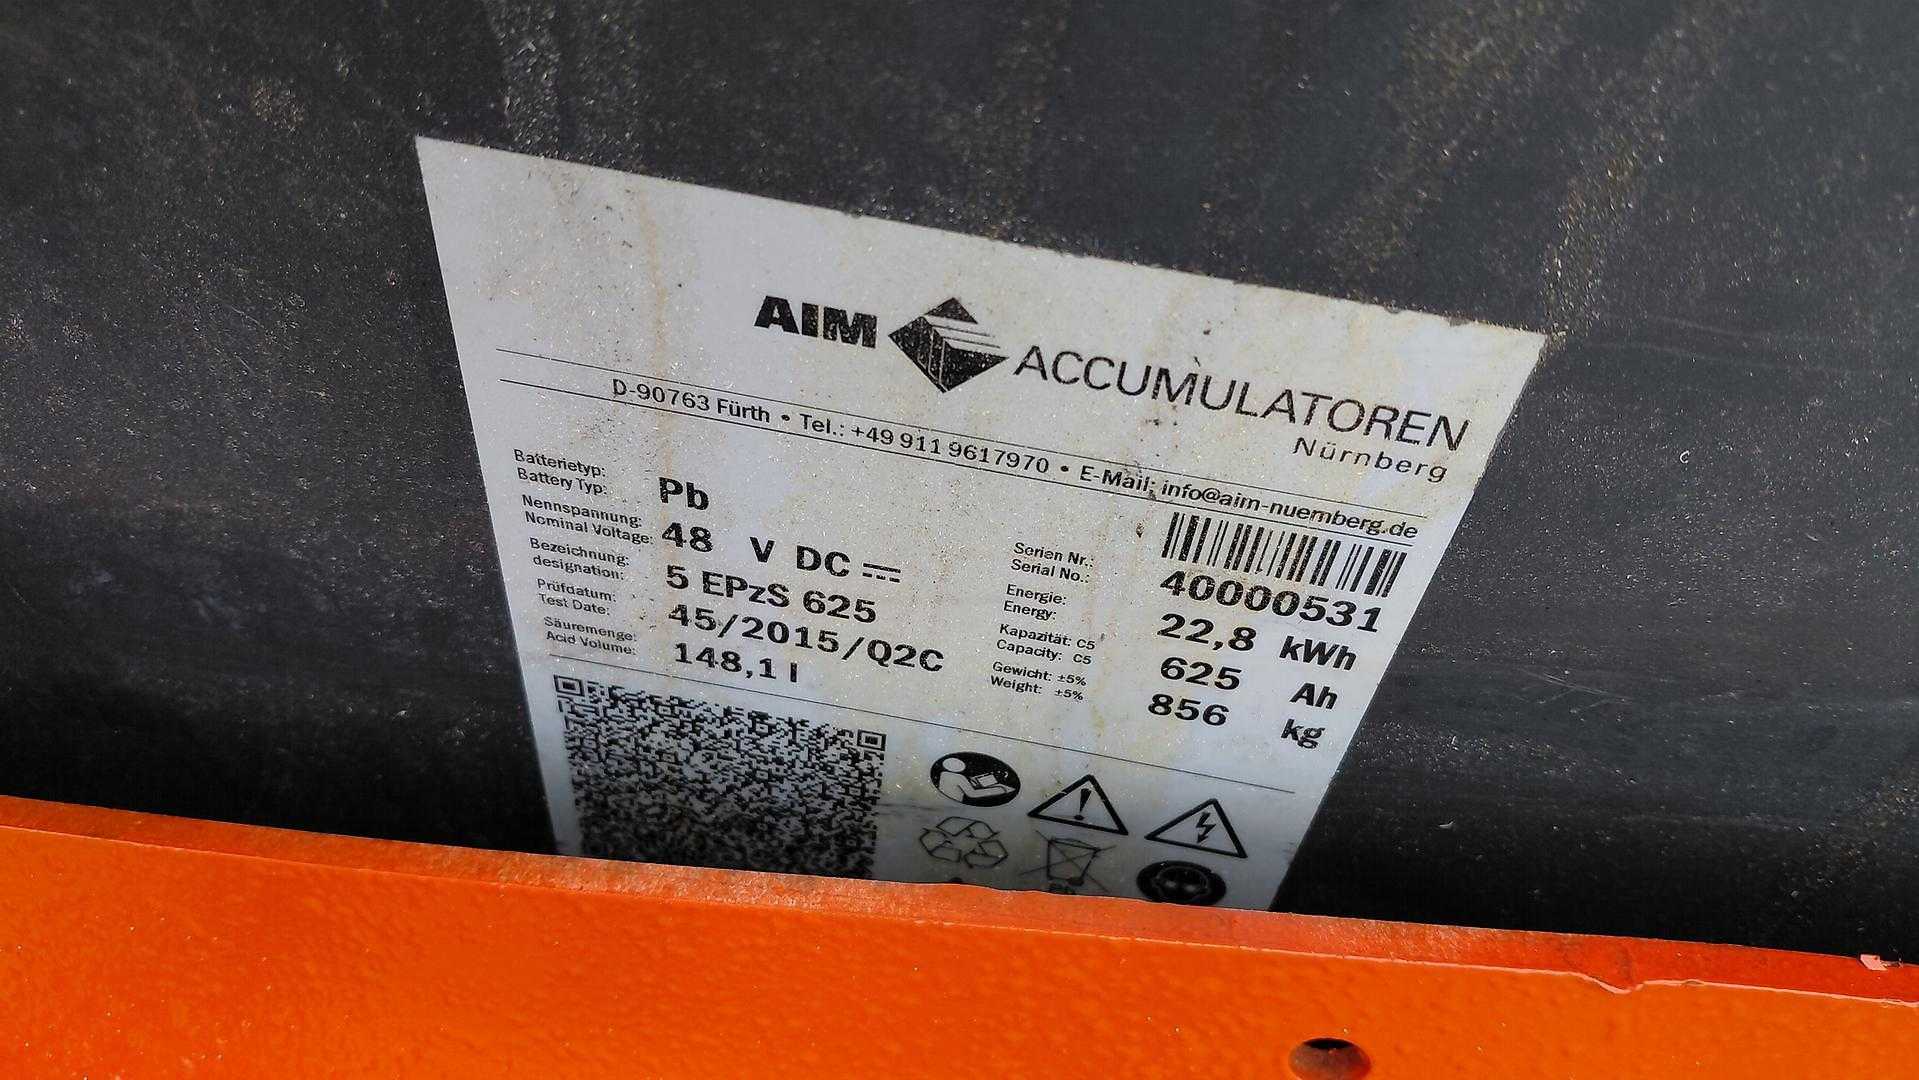 AIM ACCUMULATOREN
Nürnberg
D-90763 Fürth • Tel.: +49 911 9617970 • E-Mail: info@aim-nuernberg.de
Batterietyp:
Battery Typ:
Pb
Nennspannung:
Nominal Voltage:
48 V DC
Bezeichnung:
designation:
5 EPzS 625
Prüfdatum:
Test Date:
45/2015/Q2C
Säuremenge:
Acid Volume:
148,1 l
Serien Nr.:
Serial No.:
40000531
Energie:
Energy:
22,8 kWh
Kapazität: C5
Capacity: C5
625 Ah
Gewicht: ±5%
Weight: ±5%
856 kg